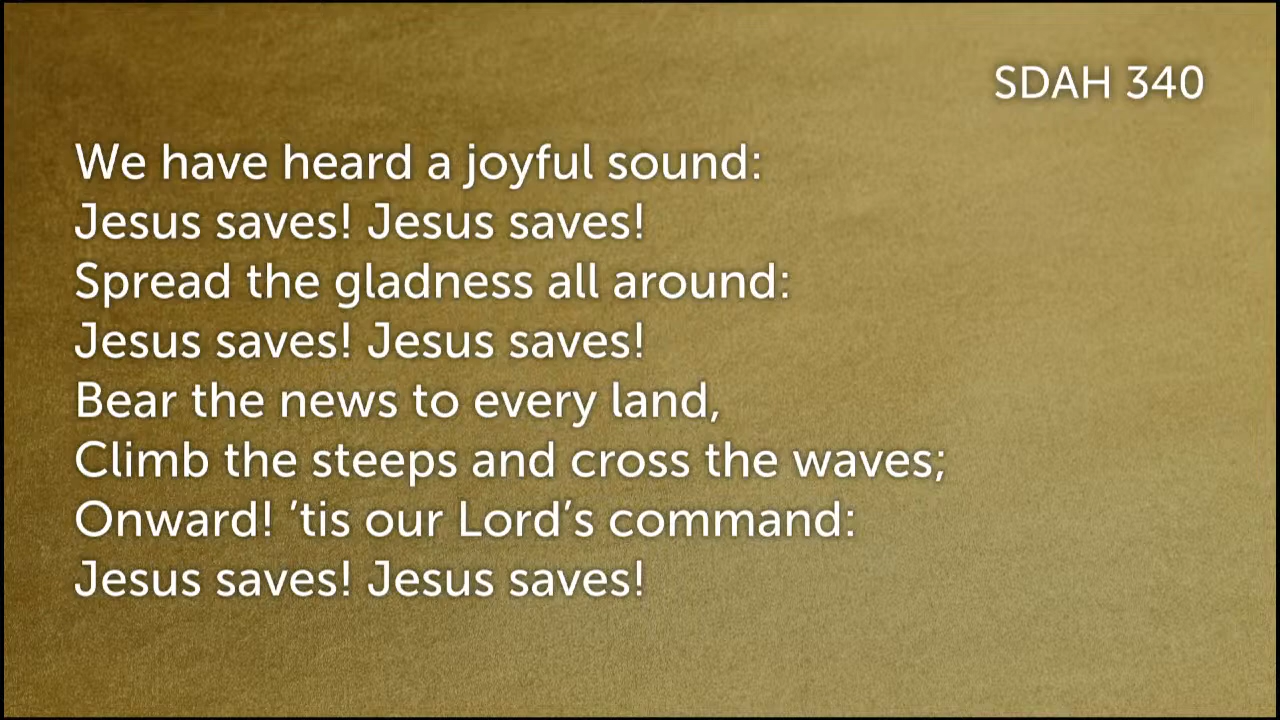 SDAH 340
We have heard a joyful sound:
Jesus saves! Jesus saves!
Spread the gladness all around:
Jesus saves! Jesus saves!
Bear the news to every land,
Climb the steeps and cross the waves;
Onward! ’tis our Lord’s command:
Jesus saves! Jesus saves!